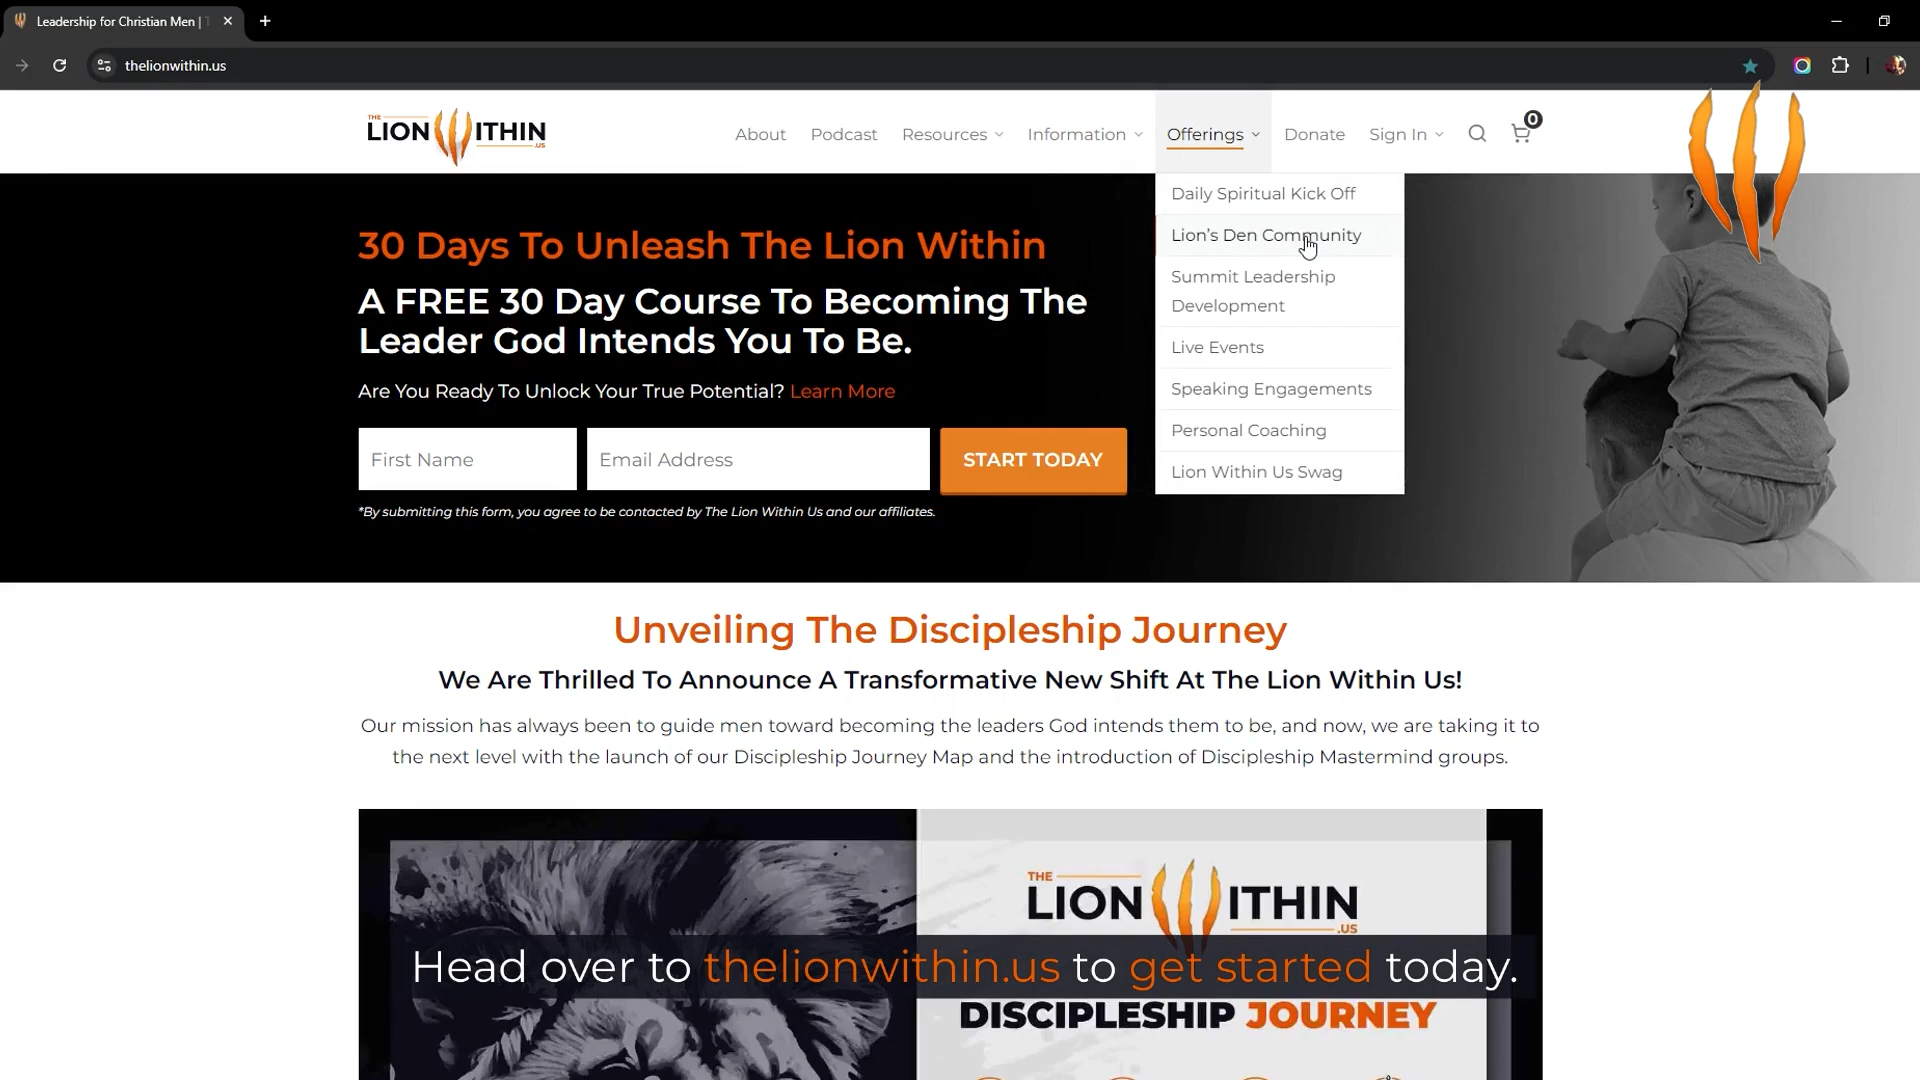 Leadership for Christian Men |
thelionwithin.us
THE
LION WITHIN
.US
About Podcast Resources Information Offerings Donate Sign In 0
Daily Spiritual Kick Off
Lion's Den Community
Summit Leadership
Development
Live Events
Speaking Engagements
Personal Coaching
Lion Within Us Swag
30 Days To Unleash The Lion Within
A FREE 30 Day Course To Becoming The
Leader God Intends You To Be.
Are You Ready To Unlock Your True Potential? Learn More
First Name Email Address START TODAY
*By submitting this form, you agree to be contacted by The Lion Within Us and our affiliates.
Unveiling The Discipleship Journey
We Are Thrilled To Announce A Transformative New Shift At The Lion Within Us!
Our mission has always been to guide men toward becoming the leaders God intends them to be, and now, we are taking it to
the next level with the launch of our Discipleship Journey Map and the introduction of Discipleship Mastermind groups.
THE
LION WITHIN
.US
Head over to thelionwithin.us to get started today.
DISCIPLESHIP JOURNEY